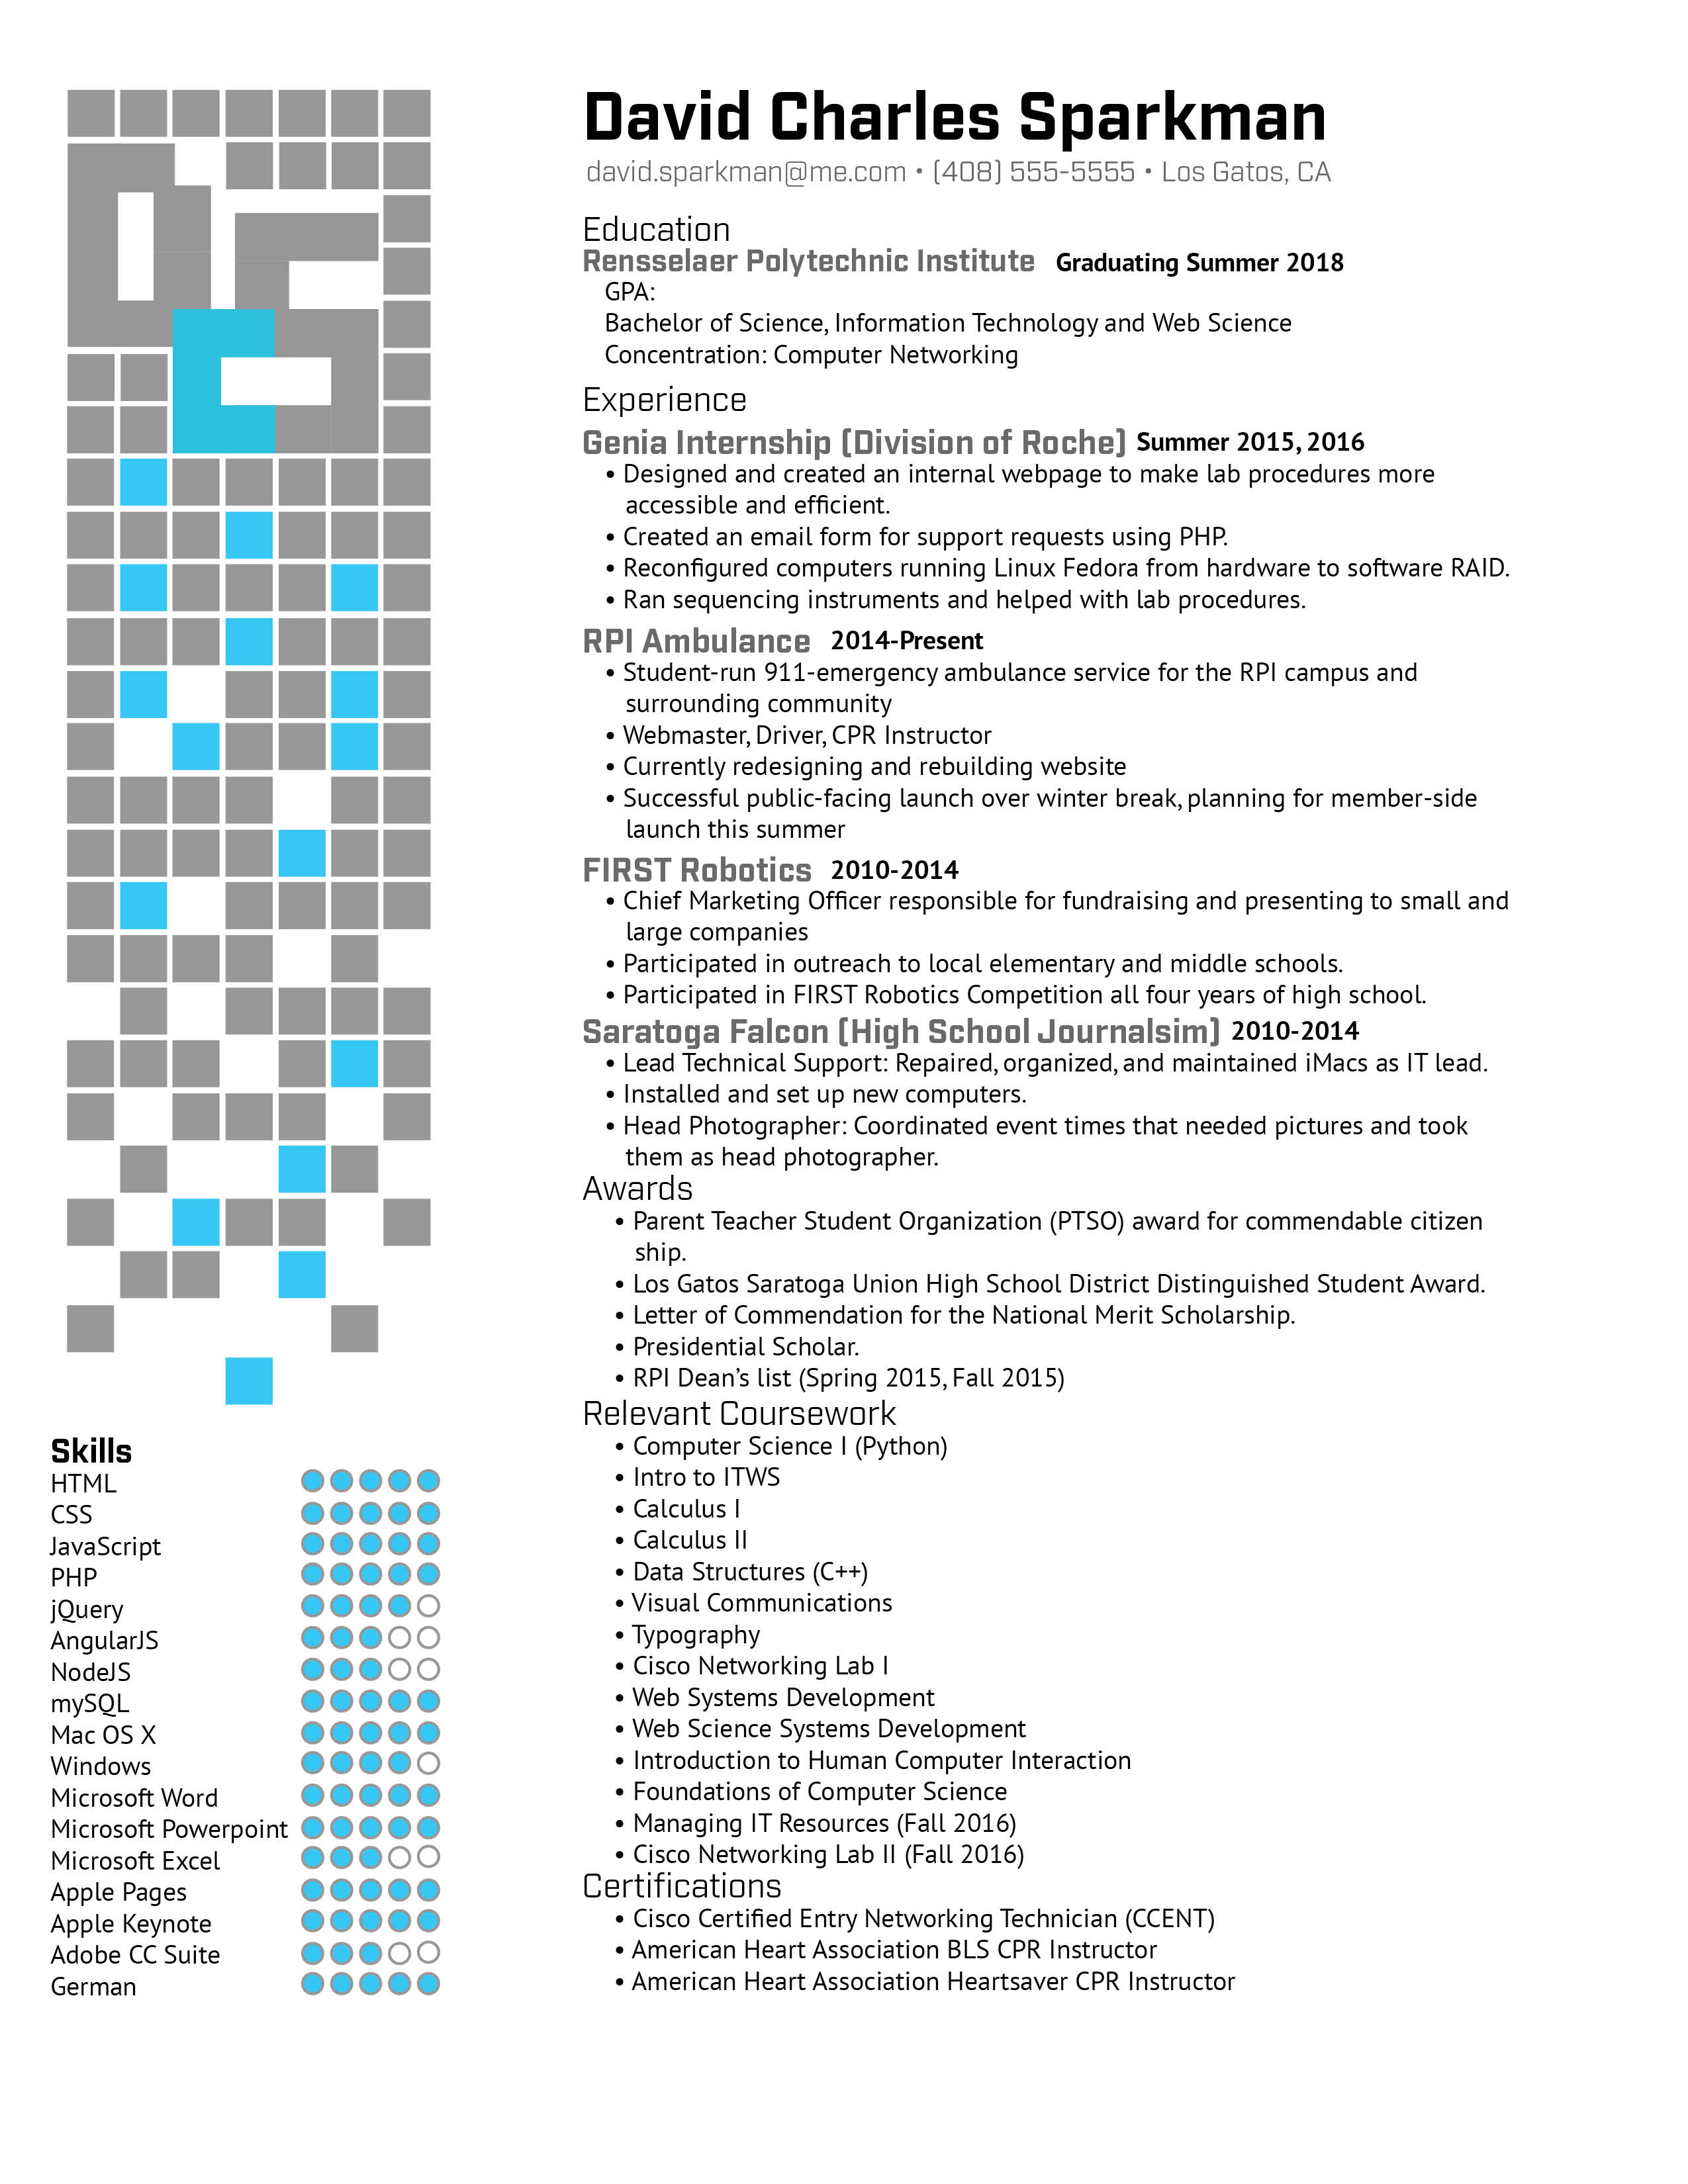 David Charles Sparkman
david.sparkman@me.com • (408) 555-5555 • Los Gatos, CA
Education
Rensselaer Polytechnic Institute Graduating Summer 2018
GPA:
Bachelor of Science, Information Technology and Web Science
Concentration: Computer Networking
Experience
Genia Internship (Division of Roche) Summer 2015, 2016
• Designed and created an internal webpage to make lab procedures more
accessible and efficient.
• Created an email form for support requests using PHP.
• Reconfigured computers running Linux Fedora from hardware to software RAID.
• Ran sequencing instruments and helped with lab procedures.
RPI Ambulance 2014-Present
• Student-run 911-emergency ambulance service for the RPI campus and
surrounding community
• Webmaster, Driver, CPR Instructor
• Currently redesigning and rebuilding website
• Successful public-facing launch over winter break, planning for member-side
launch this summer
FIRST Robotics 2010-2014
• Chief Marketing Officer responsible for fundraising and presenting to small and
large companies
• Participated in outreach to local elementary and middle schools.
• Participated in FIRST Robotics Competition all four years of high school.
Saratoga Falcon (High School Journalsim) 2010-2014
• Lead Technical Support: Repaired, organized, and maintained iMacs as IT lead.
• Installed and set up new computers.
• Head Photographer: Coordinated event times that needed pictures and took
them as head photographer.
Awards
• Parent Teacher Student Organization (PTSO) award for commendable citizen
ship.
• Los Gatos Saratoga Union High School District Distinguished Student Award.
• Letter of Commendation for the National Merit Scholarship.
• Presidential Scholar.
• RPI Dean’s list (Spring 2015, Fall 2015)
Relevant Coursework
• Computer Science I (Python)
• Intro to ITWS
• Calculus I
• Calculus II
• Data Structures (C++)
• Visual Communications
• Typography
• Cisco Networking Lab I
• Web Systems Development
• Web Science Systems Development
• Introduction to Human Computer Interaction
• Foundations of Computer Science
• Managing IT Resources (Fall 2016)
• Cisco Networking Lab II (Fall 2016)
Certifications
• Cisco Certified Entry Networking Technician (CCENT)
• American Heart Association BLS CPR Instructor
• American Heart Association Heartsaver CPR Instructor
Skills
HTML
CSS
JavaScript
PHP
jQuery
AngularJS
NodeJS
mySQL
Mac OS X
Windows
Microsoft Word
Microsoft Powerpoint
Microsoft Excel
Apple Pages
Apple Keynote
Adobe CC Suite
German